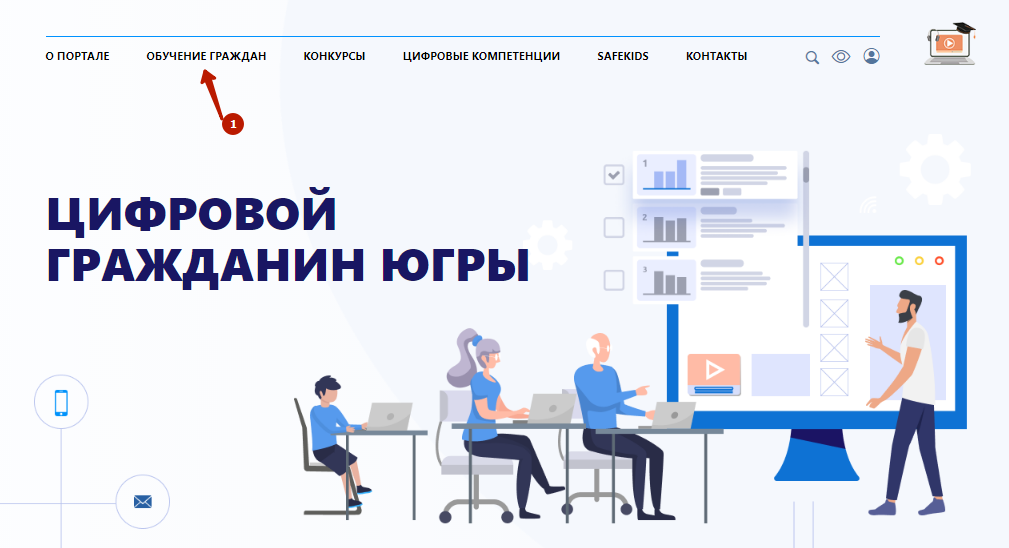 О ПОРТАЛЕ ОБУЧЕНИЕ ГРАЖДАН КОНКУРСЫ ЦИФРОВЫЕ КОМПЕТЕНЦИИ SAFEKIDS КОНТАКТЫ
1
1
2
3
ЦИФРОВОЙ
ГРАЖДАНИН ЮГРЫ